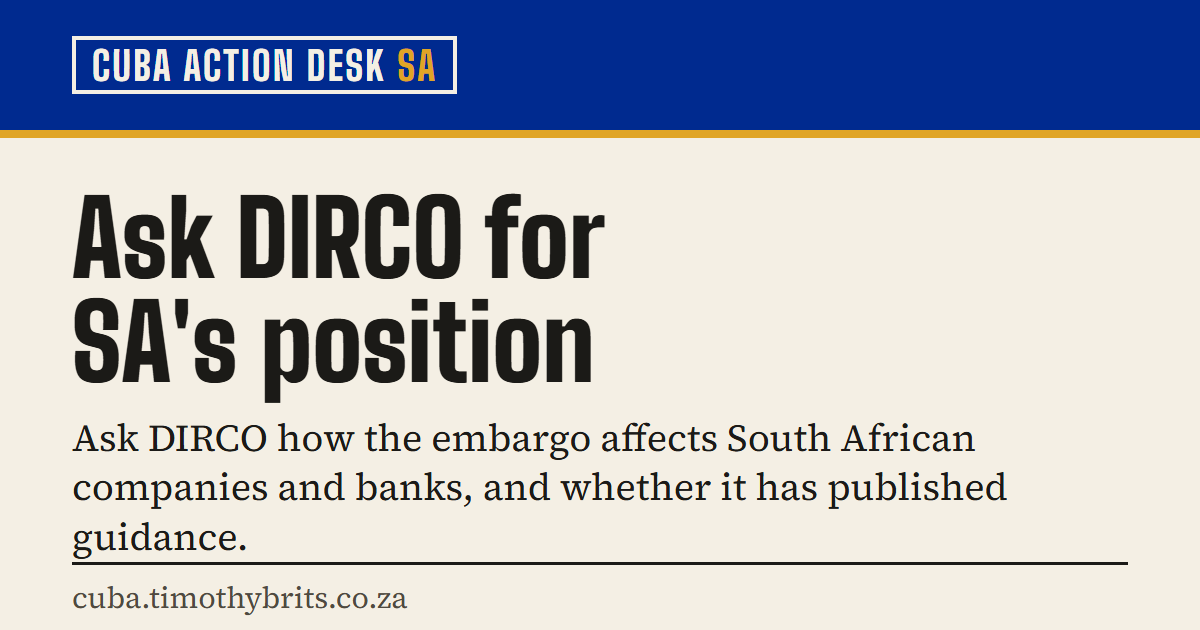 CUBA ACTION DESK SA
Ask DIRCO for
SA's position
Ask DIRCO how the embargo affects South African
companies and banks, and whether it has published
guidance.
cuba.timothybrits.co.za